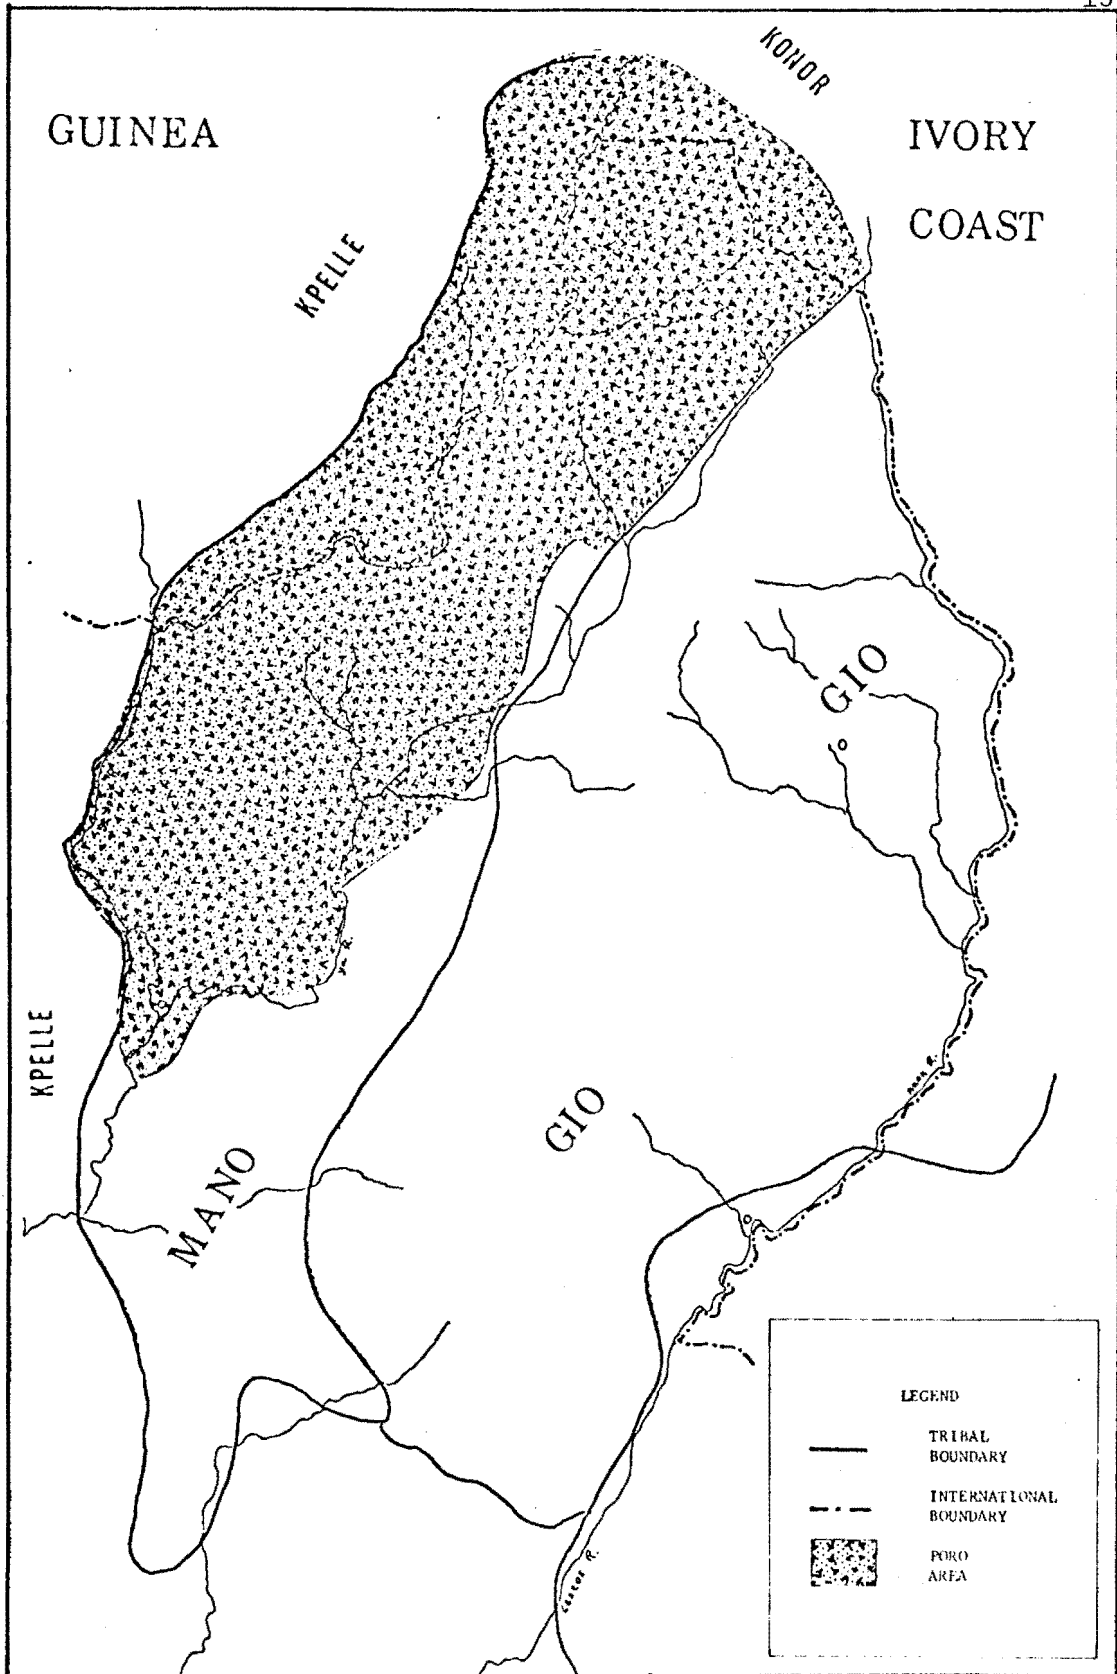 KONOR
GUINEA
IVORY
COAST
KPELLE
GIO
KPELLE
GIO
MANO
LEGEND
TRIBAL
BOUNDARY
INTERNATIONAL
BOUNDARY
PORO
AREA